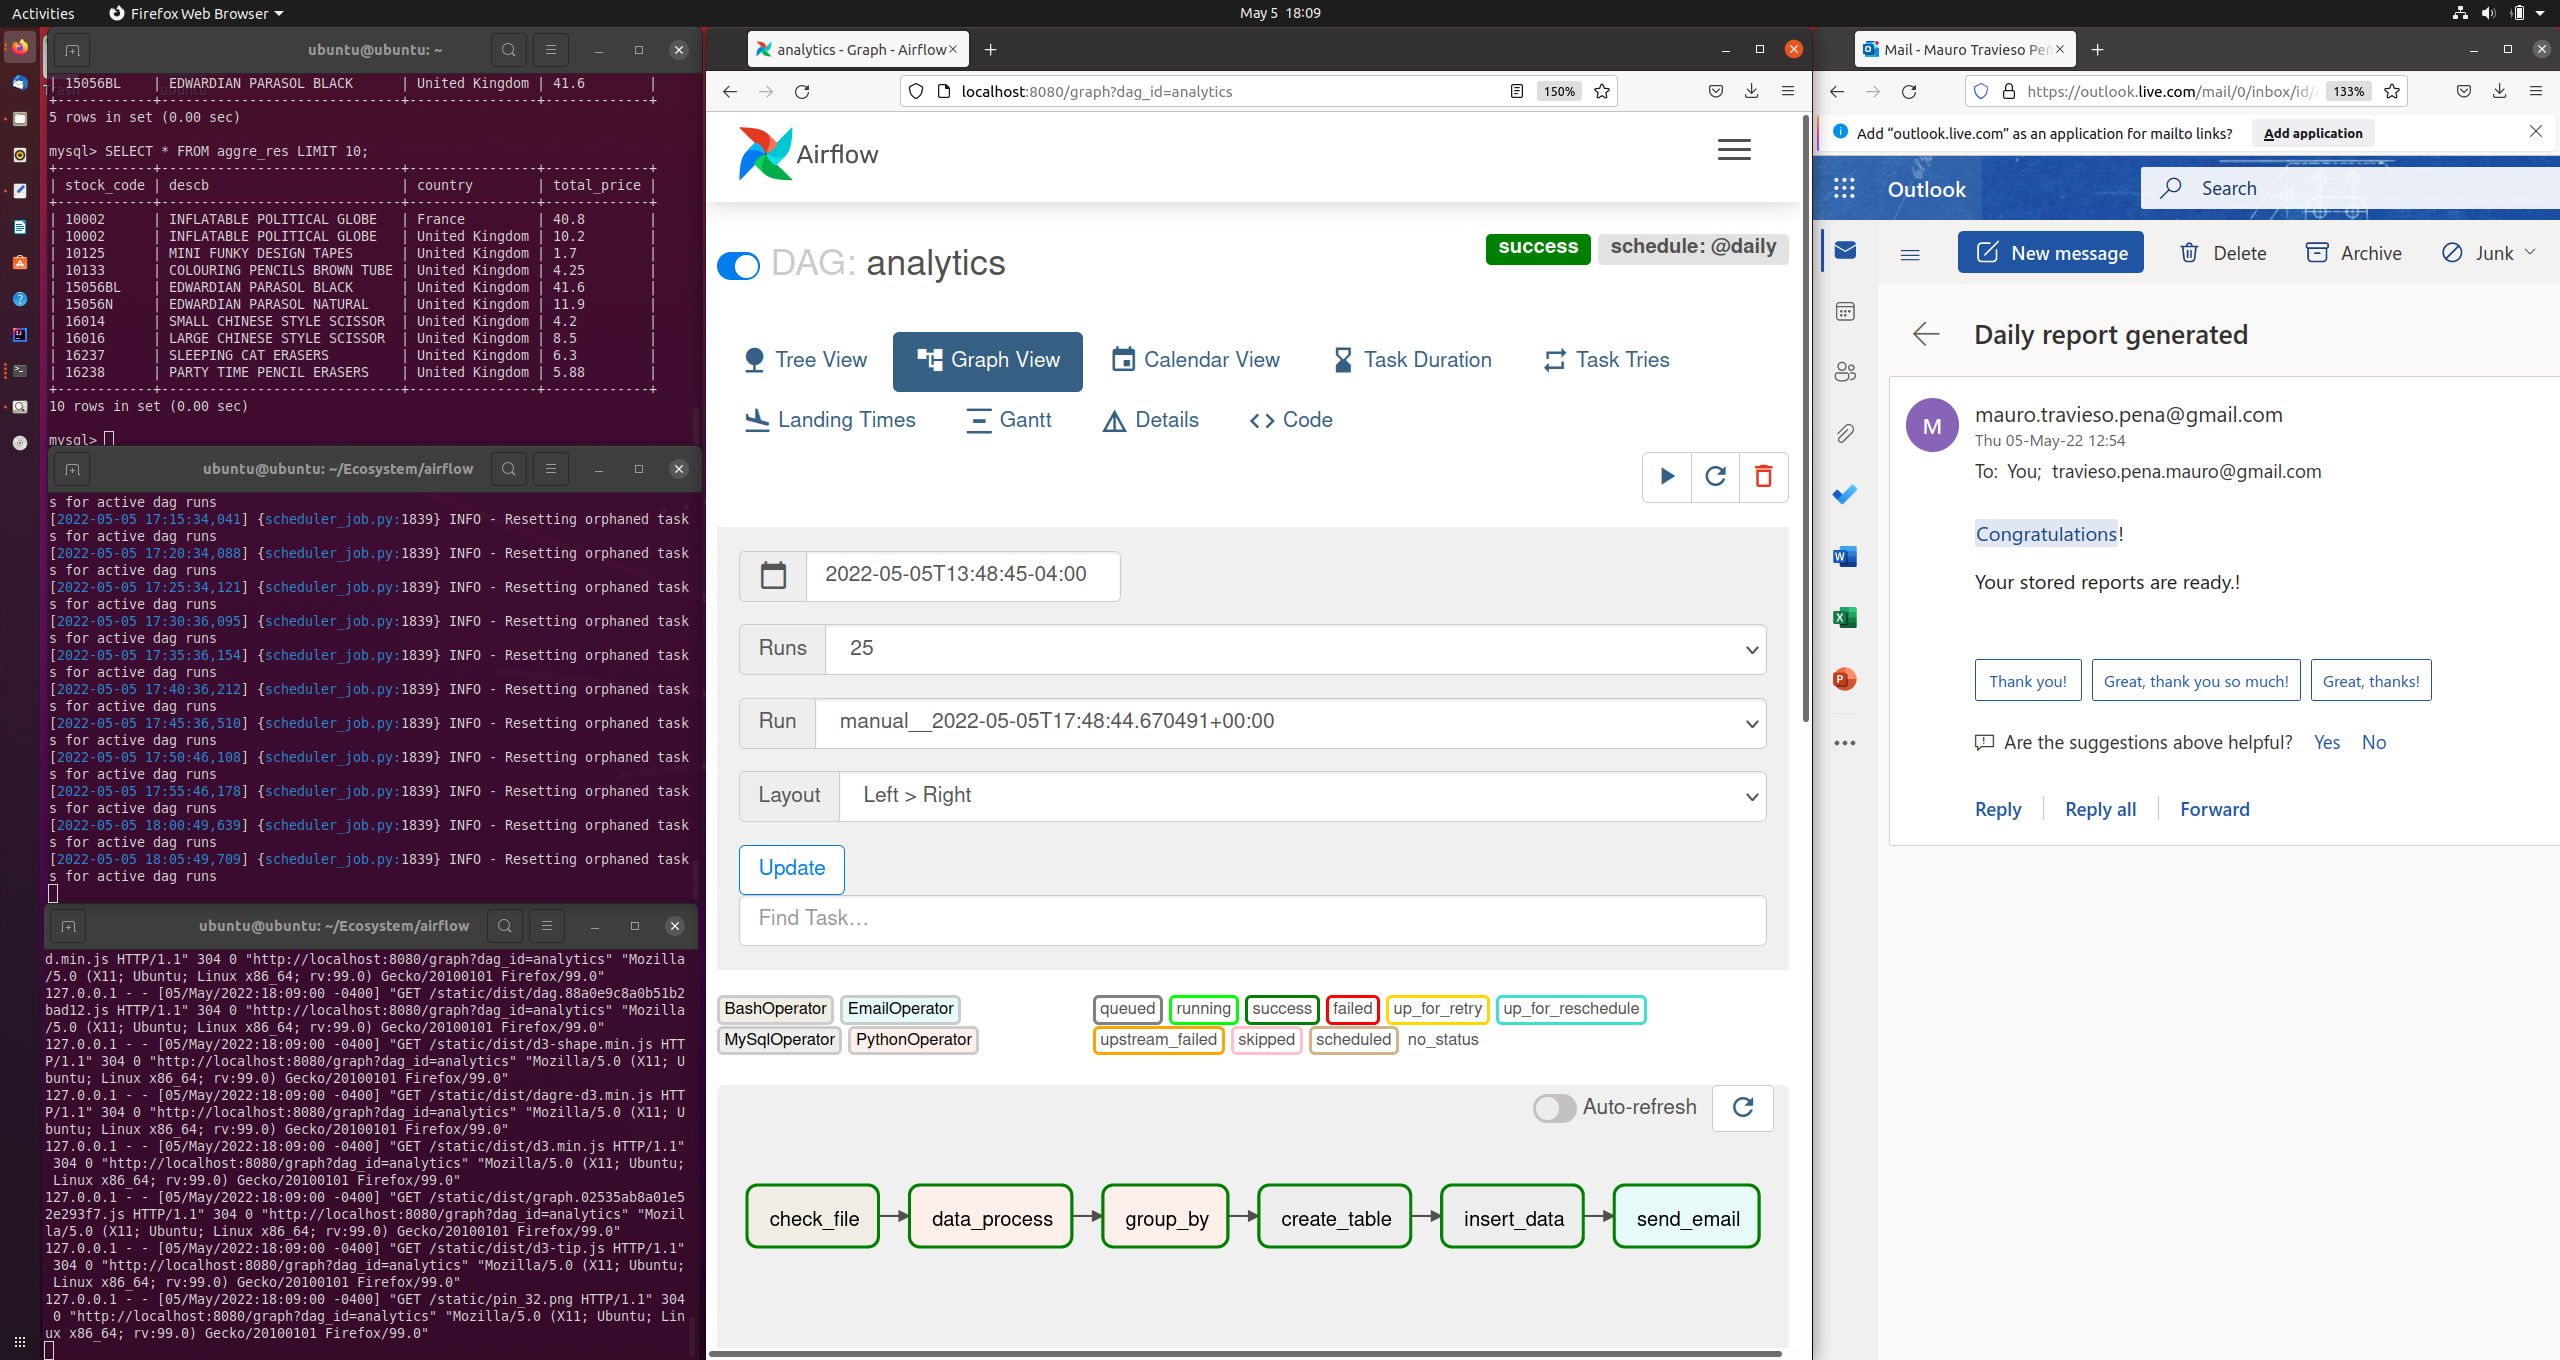 Activities
Firefox Web Browser
May 5 18:09
ubuntu@ubuntu: ~
| 15056BL | EDWARDIAN PARASOL BLACK | United Kingdom | 41.6 |
+------------+------------------------------+----------------+-------------+
5 rows in set (0.00 sec)
mysql> SELECT * FROM aggre_res LIMIT 10;
+------------+------------------------------+----------------+-------------+
| stock_code | descb | country | total_price |
+------------+------------------------------+----------------+-------------+
| 10002 | INFLATABLE POLITICAL GLOBE | France | 40.8 |
| 10002 | INFLATABLE POLITICAL GLOBE | United Kingdom | 10.2 |
| 10125 | MINI FUNKY DESIGN TAPES | United Kingdom | 1.7 |
| 10133 | COLOURING PENCILS BROWN TUBE | United Kingdom | 4.25 |
| 15056BL | EDWARDIAN PARASOL BLACK | United Kingdom | 41.6 |
| 15056N | EDWARDIAN PARASOL NATURAL | United Kingdom | 11.9 |
| 16014 | SMALL CHINESE STYLE SCISSOR | United Kingdom | 4.2 |
| 16016 | LARGE CHINESE STYLE SCISSOR | United Kingdom | 8.5 |
| 16237 | SLEEPING CAT ERASERS | United Kingdom | 6.3 |
| 16238 | PARTY TIME PENCIL ERASERS | United Kingdom | 5.88 |
+------------+------------------------------+----------------+-------------+
10 rows in set (0.00 sec)
mysql>
ubuntu@ubuntu: ~/Ecosystem/airflow
s for active dag runs
[2022-05-05 17:15:34,041] {scheduler_job.py:1839} INFO - Resetting orphaned task
s for active dag runs
[2022-05-05 17:20:34,088] {scheduler_job.py:1839} INFO - Resetting orphaned task
s for active dag runs
[2022-05-05 17:25:34,121] {scheduler_job.py:1839} INFO - Resetting orphaned task
s for active dag runs
[2022-05-05 17:30:36,095] {scheduler_job.py:1839} INFO - Resetting orphaned task
s for active dag runs
[2022-05-05 17:35:36,154] {scheduler_job.py:1839} INFO - Resetting orphaned task
s for active dag runs
[2022-05-05 17:40:36,212] {scheduler_job.py:1839} INFO - Resetting orphaned task
s for active dag runs
[2022-05-05 17:45:36,510] {scheduler_job.py:1839} INFO - Resetting orphaned task
s for active dag runs
[2022-05-05 17:50:46,108] {scheduler_job.py:1839} INFO - Resetting orphaned task
s for active dag runs
[2022-05-05 17:55:46,178] {scheduler_job.py:1839} INFO - Resetting orphaned task
s for active dag runs
[2022-05-05 18:00:49,639] {scheduler_job.py:1839} INFO - Resetting orphaned task
s for active dag runs
[2022-05-05 18:05:49,709] {scheduler_job.py:1839} INFO - Resetting orphaned task
s for active dag runs
ubuntu@ubuntu: ~/Ecosystem/airflow
d.min.js HTTP/1.1" 304 0 "http://localhost:8080/graph?dag_id=analytics" "Mozilla
/5.0 (X11; Ubuntu; Linux x86_64; rv:99.0) Gecko/20100101 Firefox/99.0"
127.0.0.1 - - [05/May/2022:18:09:00 -0400] "GET /static/dist/dag.88a0e9c8a0b51b2
bad12.js HTTP/1.1" 304 0 "http://localhost:8080/graph?dag_id=analytics" "Mozilla
/5.0 (X11; Ubuntu; Linux x86_64; rv:99.0) Gecko/20100101 Firefox/99.0"
127.0.0.1 - - [05/May/2022:18:09:00 -0400] "GET /static/dist/d3-shape.min.js HTT
P/1.1" 304 0 "http://localhost:8080/graph?dag_id=analytics" "Mozilla/5.0 (X11; U
buntu; Linux x86_64; rv:99.0) Gecko/20100101 Firefox/99.0"
127.0.0.1 - - [05/May/2022:18:09:00 -0400] "GET /static/dist/dagre-d3.min.js HTT
P/1.1" 304 0 "http://localhost:8080/graph?dag_id=analytics" "Mozilla/5.0 (X11; U
buntu; Linux x86_64; rv:99.0) Gecko/20100101 Firefox/99.0"
127.0.0.1 - - [05/May/2022:18:09:00 -0400] "GET /static/dist/d3.min.js HTTP/1.1"
304 0 "http://localhost:8080/graph?dag_id=analytics" "Mozilla/5.0 (X11; Ubuntu;
Linux x86_64; rv:99.0) Gecko/20100101 Firefox/99.0"
127.0.0.1 - - [05/May/2022:18:09:00 -0400] "GET /static/dist/graph.02535ab8a01e5
2e293f7.js HTTP/1.1" 304 0 "http://localhost:8080/graph?dag_id=analytics" "Mozil
la/5.0 (X11; Ubuntu; Linux x86_64; rv:99.0) Gecko/20100101 Firefox/99.0"
127.0.0.1 - - [05/May/2022:18:09:00 -0400] "GET /static/dist/d3-tip.js HTTP/1.1"
304 0 "http://localhost:8080/graph?dag_id=analytics" "Mozilla/5.0 (X11; Ubuntu;
Linux x86_64; rv:99.0) Gecko/20100101 Firefox/99.0"
127.0.0.1 - - [05/May/2022:18:09:00 -0400] "GET /static/pin_32.png HTTP/1.1" 304
0 "http://localhost:8080/graph?dag_id=analytics" "Mozilla/5.0 (X11; Ubuntu; Lin
ux x86_64; rv:99.0) Gecko/20100101 Firefox/99.0"
analytics - Graph - Airflow
localhost:8080/graph?dag_id=analytics
150%
Airflow
DAG: analytics
success
schedule: @daily
Tree View
Graph View
Calendar View
Task Duration
Task Tries
Landing Times
Gantt
Details
Code
2022-05-05T13:48:45-04:00
Runs 25
Run manual__2022-05-05T17:48:44.670491+00:00
Layout Left > Right
Update
Find Task…
BashOperator EmailOperator
MySqlOperator PythonOperator
queued running success failed up_for_retry up_for_reschedule
upstream_failed skipped scheduled no_status
Auto-refresh
check_file data_process group_by create_table insert_data send_email
Mail - Mauro Travieso Peñ
https://outlook.live.com/mail/0/inbox/id/
133%
Add “outlook.live.com” as an application for mailto links?
Add application
Outlook
Search
New message
Delete
Archive
Junk
Daily report generated
M
mauro.travieso.pena@gmail.com
Thu 05-May-22 12:54
To: You; travieso.pena.mauro@gmail.com
Congratulations!
Your stored reports are ready.!
Thank you!
Great, thank you so much!
Great, thanks!
Are the suggestions above helpful? Yes No
Reply
Reply all
Forward